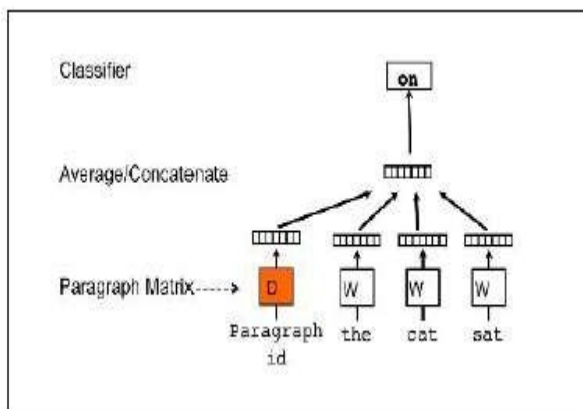 Classifier
on
Average/Concatenate
Paragraph Matrix
D
W
W
W
Paragraph
id
the
cat
sat